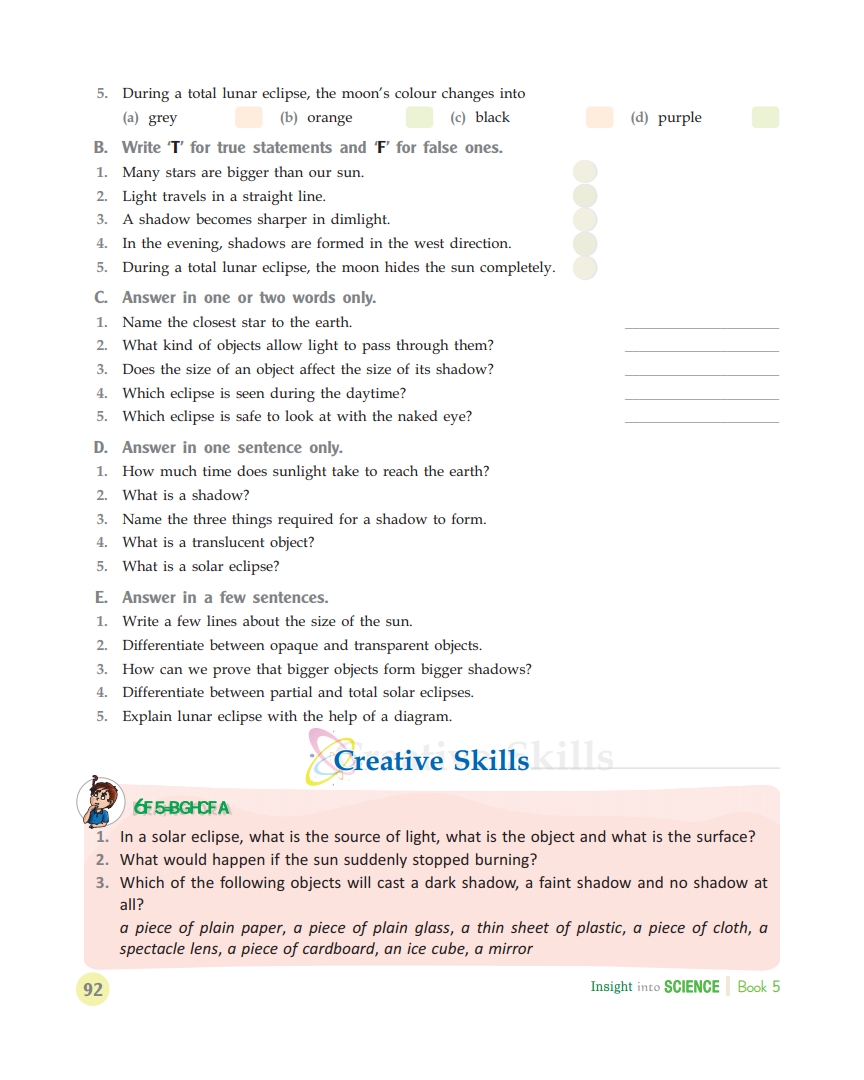 5. During a total lunar eclipse, the moon's colour changes into
(a) grey (b) orange (c) black (d) purple
B. Write 'T' for true statements and 'F' for false ones.
1. Many stars are bigger than our sun.
2. Light travels in a straight line.
3. A shadow becomes sharper in dimlight.
4. In the evening, shadows are formed in the west direction.
5. During a total lunar eclipse, the moon hides the sun completely.
C. Answer in one or two words only.
1. Name the closest star to the earth.
2. What kind of objects allow light to pass through them?
3. Does the size of an object affect the size of its shadow?
4. Which eclipse is seen during the daytime?
5. Which eclipse is safe to look at with the naked eye?
D. Answer in one sentence only.
1. How much time does sunlight take to reach the earth?
2. What is a shadow?
3. Name the three things required for a shadow to form.
4. What is a translucent object?
5. What is a solar eclipse?
E. Answer in a few sentences.
1. Write a few lines about the size of the sun.
2. Differentiate between opaque and transparent objects.
3. How can we prove that bigger objects form bigger shadows?
4. Differentiate between partial and total solar eclipses.
5. Explain lunar eclipse with the help of a diagram.
Creative Skills
1. In a solar eclipse, what is the source of light, what is the object and what is the surface?
2. What would happen if the sun suddenly stopped burning?
3. Which of the following objects will cast a dark shadow, a faint shadow and no shadow at
all?
a piece of plain paper, a piece of plain glass, a thin sheet of plastic, a piece of cloth, a
spectacle lens, a piece of cardboard, an ice cube, a mirror
92 Insight into SCIENCE Book 5